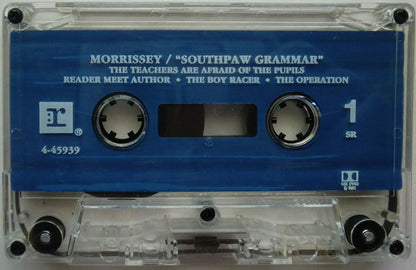 MORRISSEY / "SOUTHPAW GRAMMAR"
THE TEACHERS ARE AFRAID OF THE PUPILS
READER MEET AUTHOR • THE BOY RACER • THE OPERATION
r
®
1
SR
4-45939